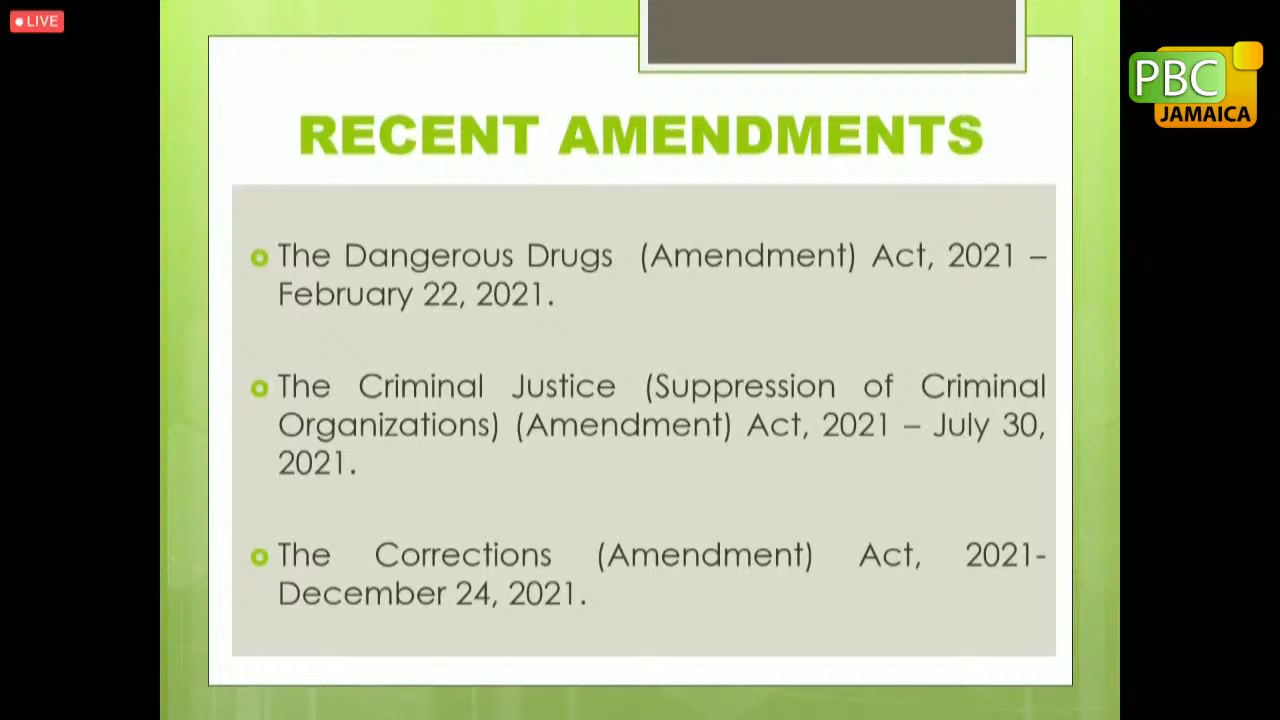 LIVE
PBC
JAMAICA
RECENT AMENDMENTS
The Dangerous Drugs (Amendment) Act, 2021 –
February 22, 2021.
The Criminal Justice (Suppression of Criminal
Organizations) (Amendment) Act, 2021 – July 30,
2021.
The Corrections (Amendment) Act, 2021-
December 24, 2021.